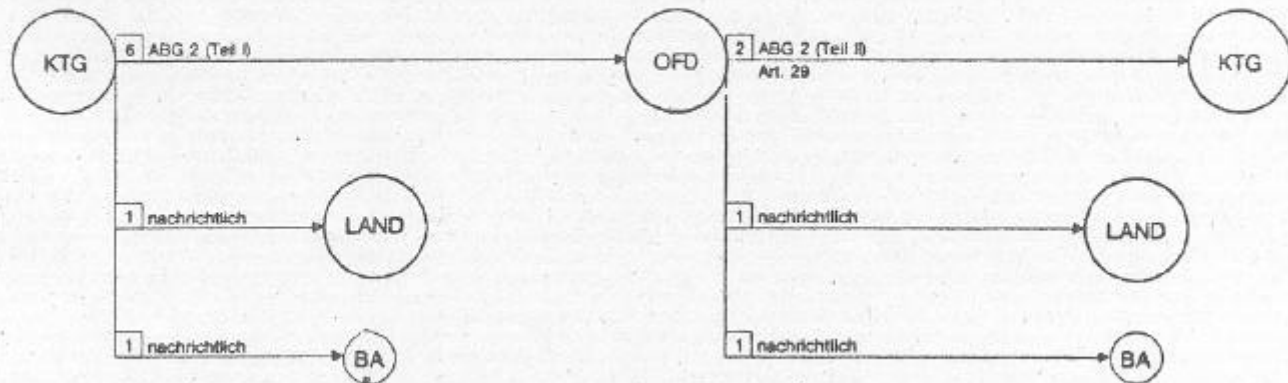 KTG
6 ABG 2 (Teil I)
OFD
2 ABG 2 (Teil II)
Art. 29
KTG
1 nachrichtlich
LAND
1 nachrichtlich
LAND
1 nachrichtlich
BA
1 nachrichtlich
BA